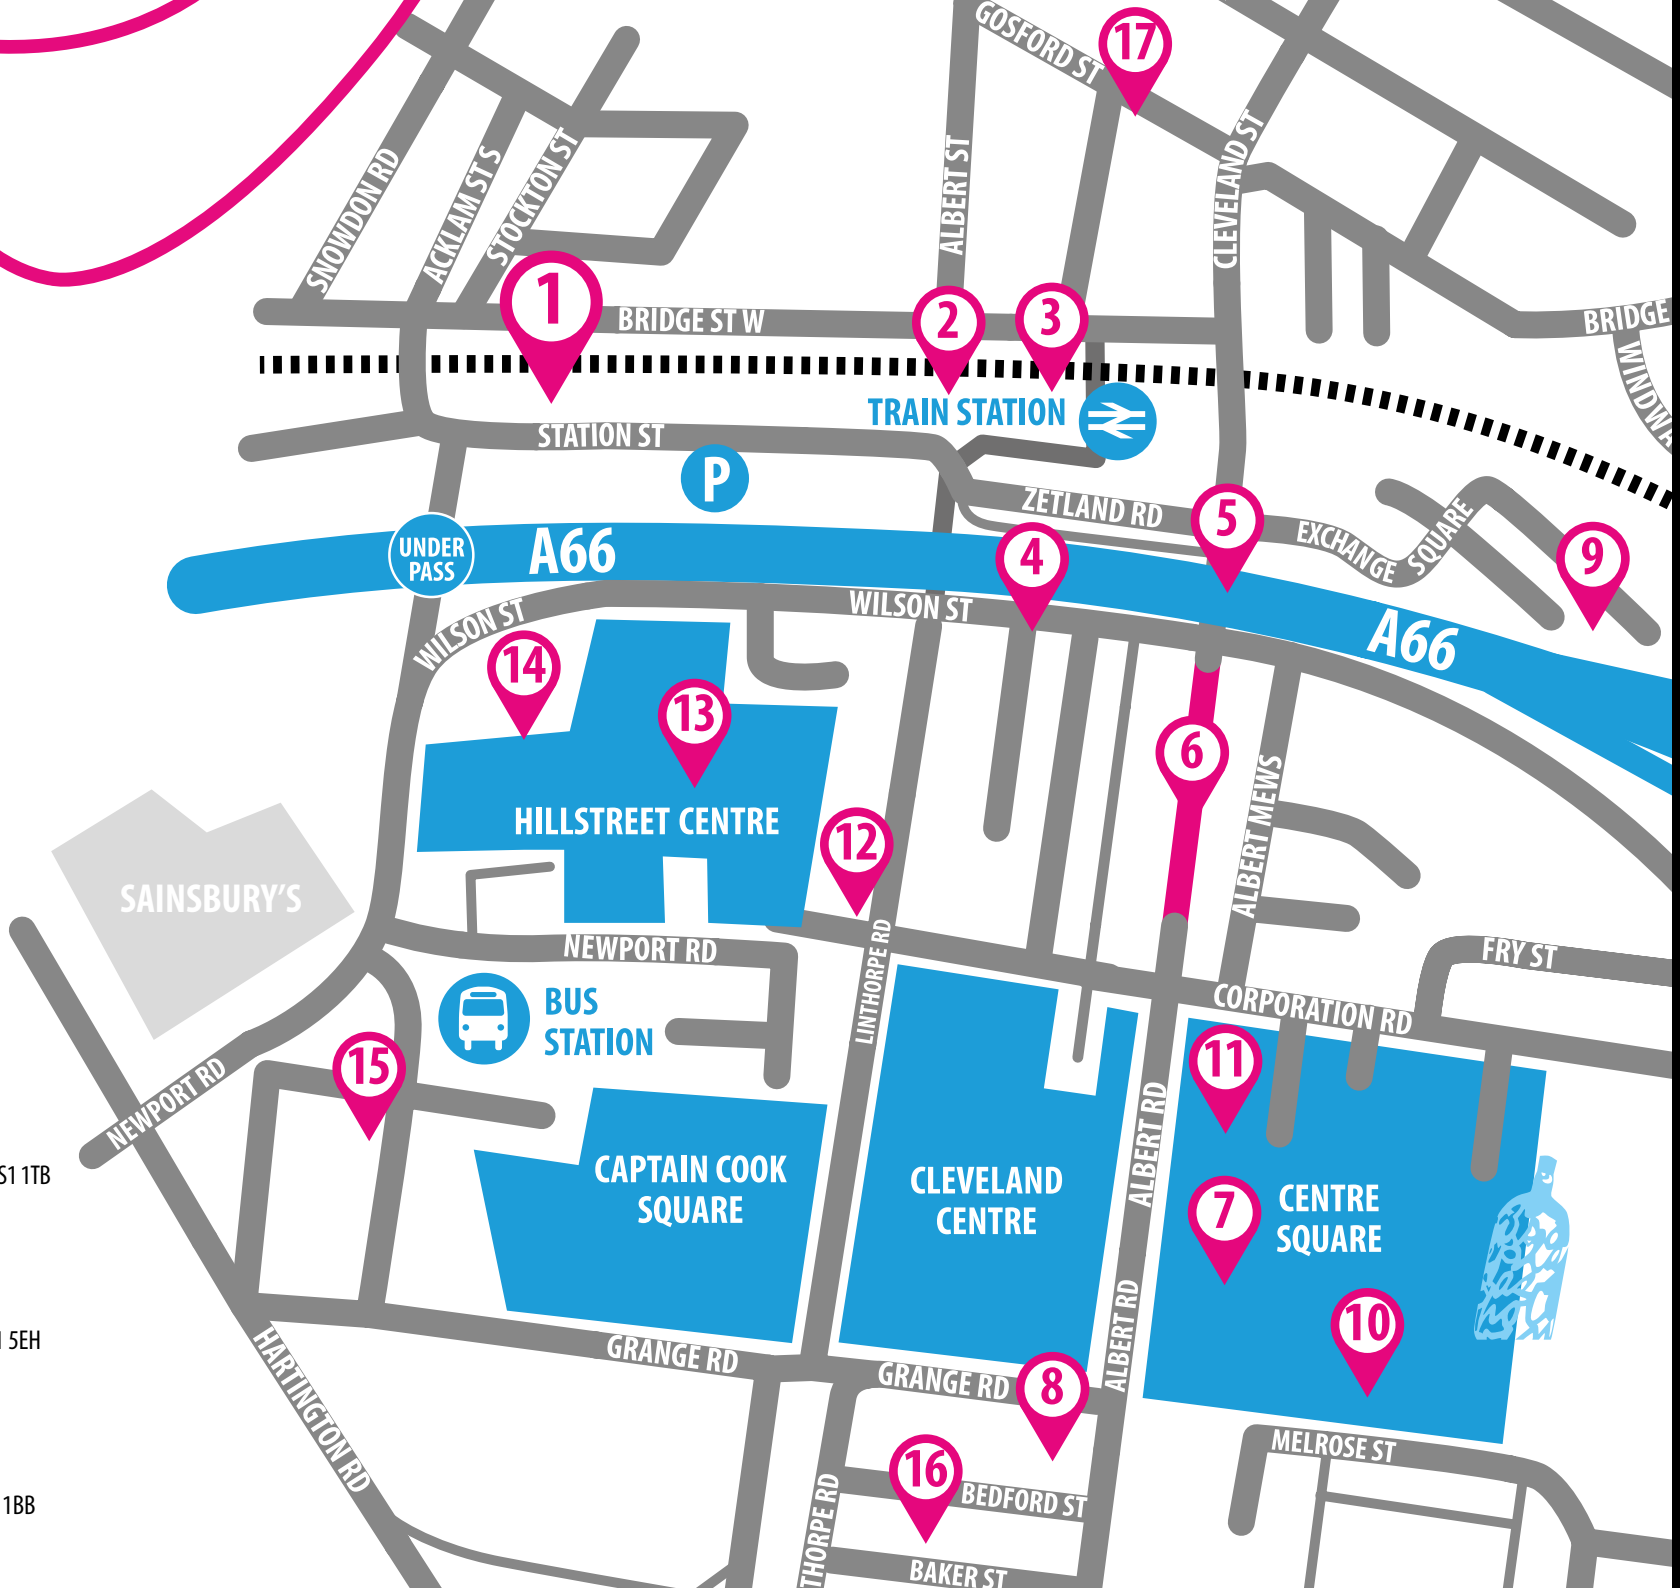 GOSFORD ST
17
SNOWDON RD
ACKLAM ST S
STOCKTON ST
ALBERT ST
CLEVELAND ST
1
BRIDGE ST W
2
3
BRIDGE
WINDWA
TRAIN STATION
STATION ST
P
ZETLAND RD
5
EXCHANGE
SQUARE
9
UNDER
PASS
A66
4
A66
WILSON ST
WILSON ST
14
13
6
ALBERT MEWS
HILLSTREET CENTRE
12
SAINSBURY'S
NEWPORT RD
LINTHORPE RD
FRY ST
CORPORATION RD
BUS
STATION
15
11
NEWPORT RD
ALBERT RD
S1 1TB
CAPTAIN COOK
SQUARE
CLEVELAND
CENTRE
7
CENTRE
SQUARE
ALBERT RD
10
5EH
HARTINGTON RD
GRANGE RD
GRANGE RD
8
MELROSE ST
16
BEDFORD ST
1BB
THORPE RD
BAKER ST